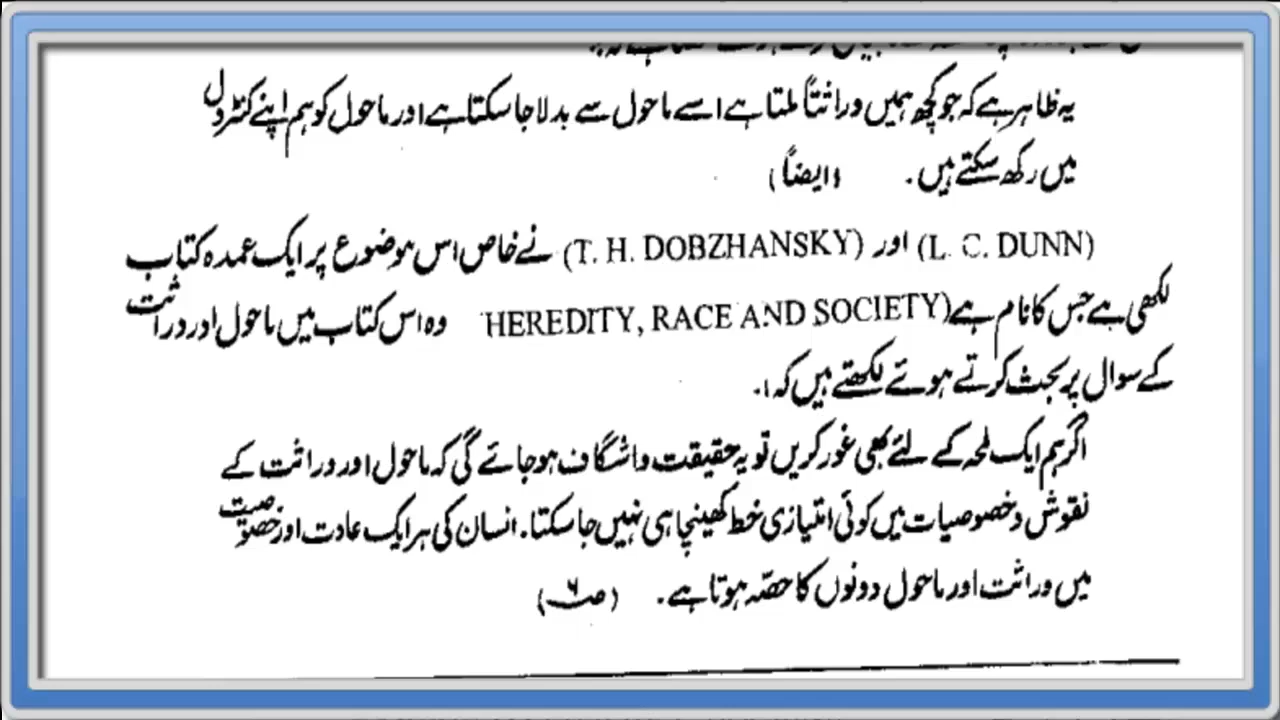 یہ ظاہر ہے کہ جو کچھ ہمیں وراثتاً ملتا ہے اسے ماحول سے بدلا جا سکتا ہے اور ماحول کو ہم اپنے کنٹرول
میں رکھ سکتے ہیں۔ (ایضاً)
(L. C. DUNN) اور (T. H. DOBZHANSKY) نے خاص اس موضوع پر ایک عمدہ کتاب
لکھی ہے جس کا نام ہے (HEREDITY, RACE AND SOCIETY وہ اس کتاب میں ماحول اور وراثت
کے سوال پر بحث کرتے ہوئے لکھتے ہیں کہ :۔
اگر ہم ایک لمحہ کے لئے بھی غور کریں تو یہ حقیقت واشگاف ہو جائے گی کہ ماحول اور وراثت کے
نقوش و خصوصیات میں کوئی امتیازی خط کھینچا ہی نہیں جا سکتا۔ انسان کی ہر ایک عادت اور خصوصیت
میں وراثت اور ماحول دونوں کا حصّہ ہوتا ہے۔ (ص ۶)